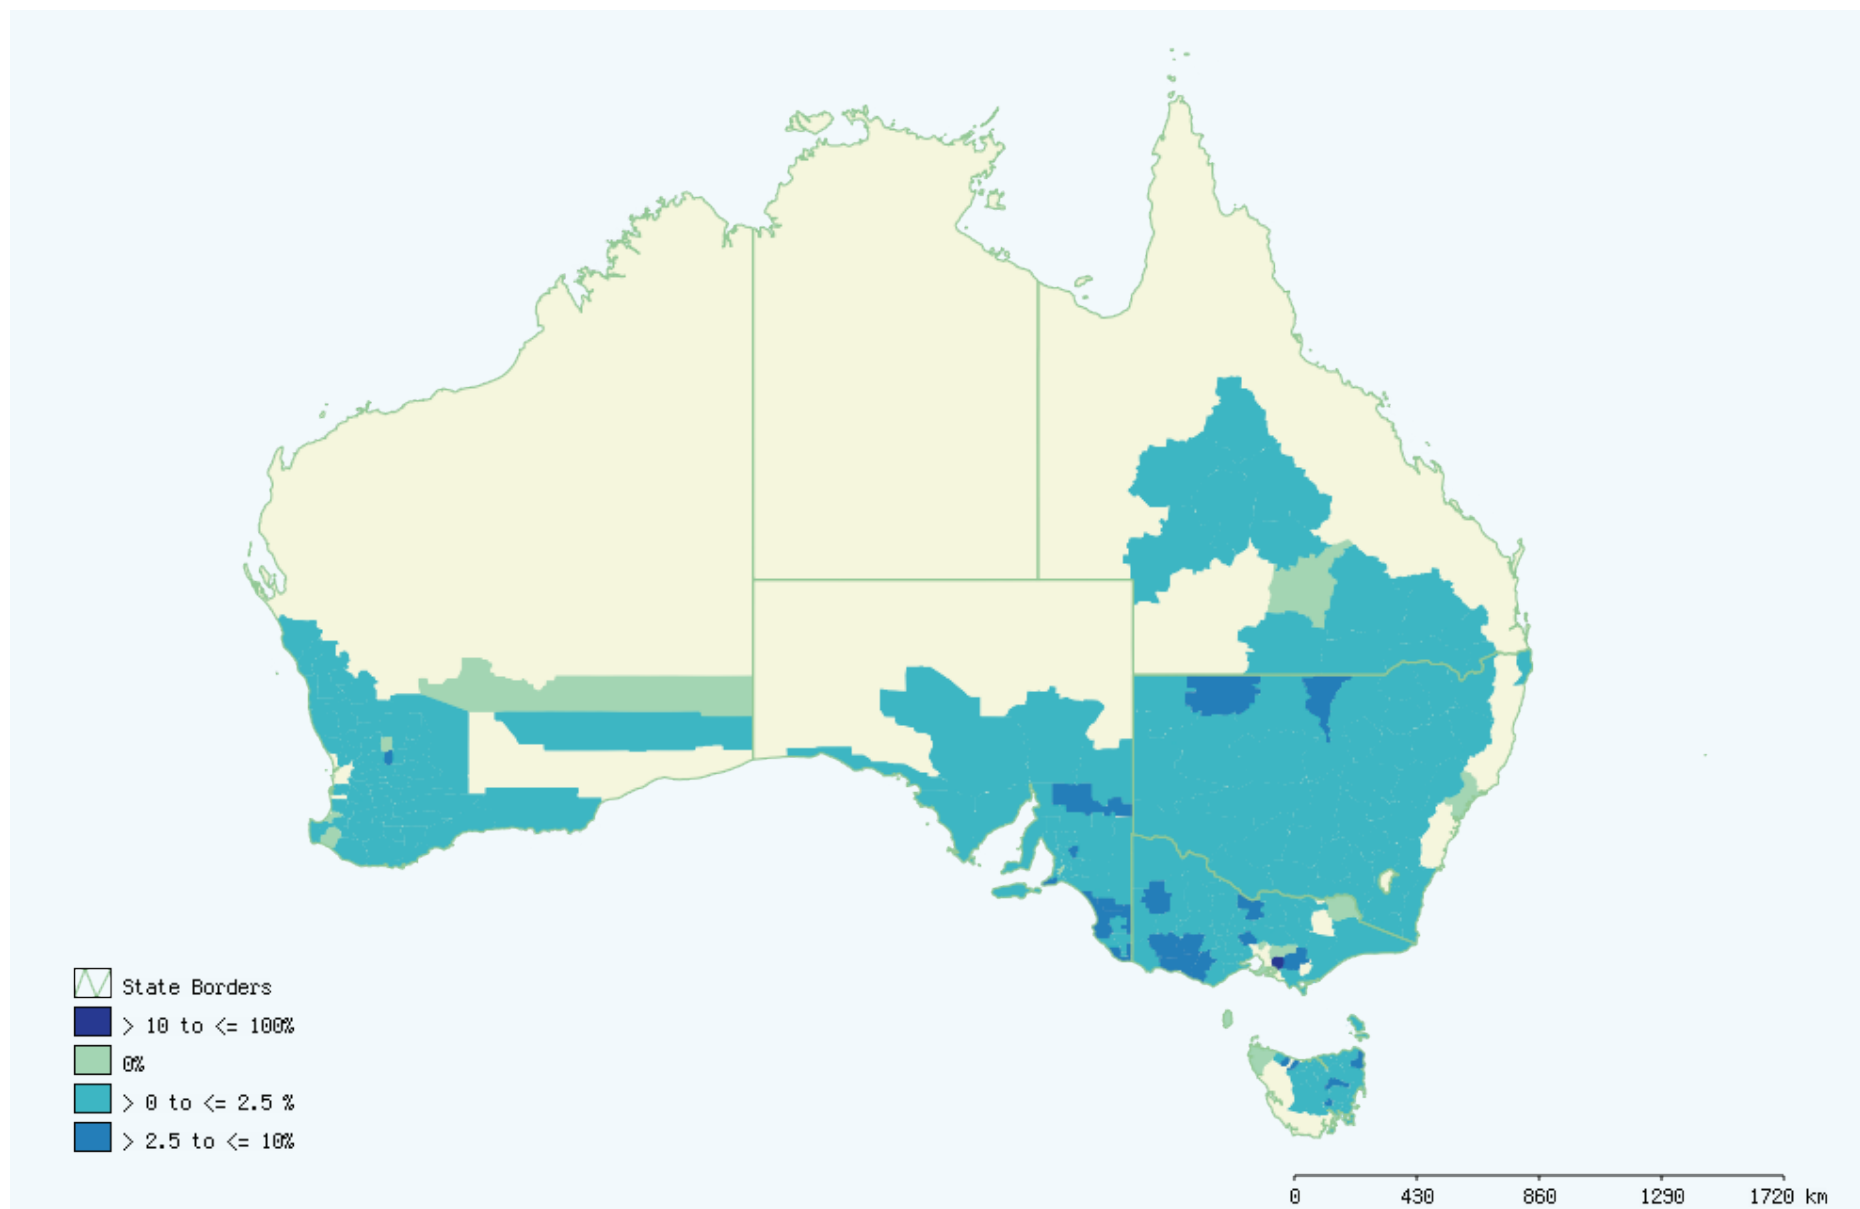 State Borders
> 10 to <= 100%
0%
> 0 to <= 2.5 %
> 2.5 to <= 10%
0 430 860 1290 1720 km